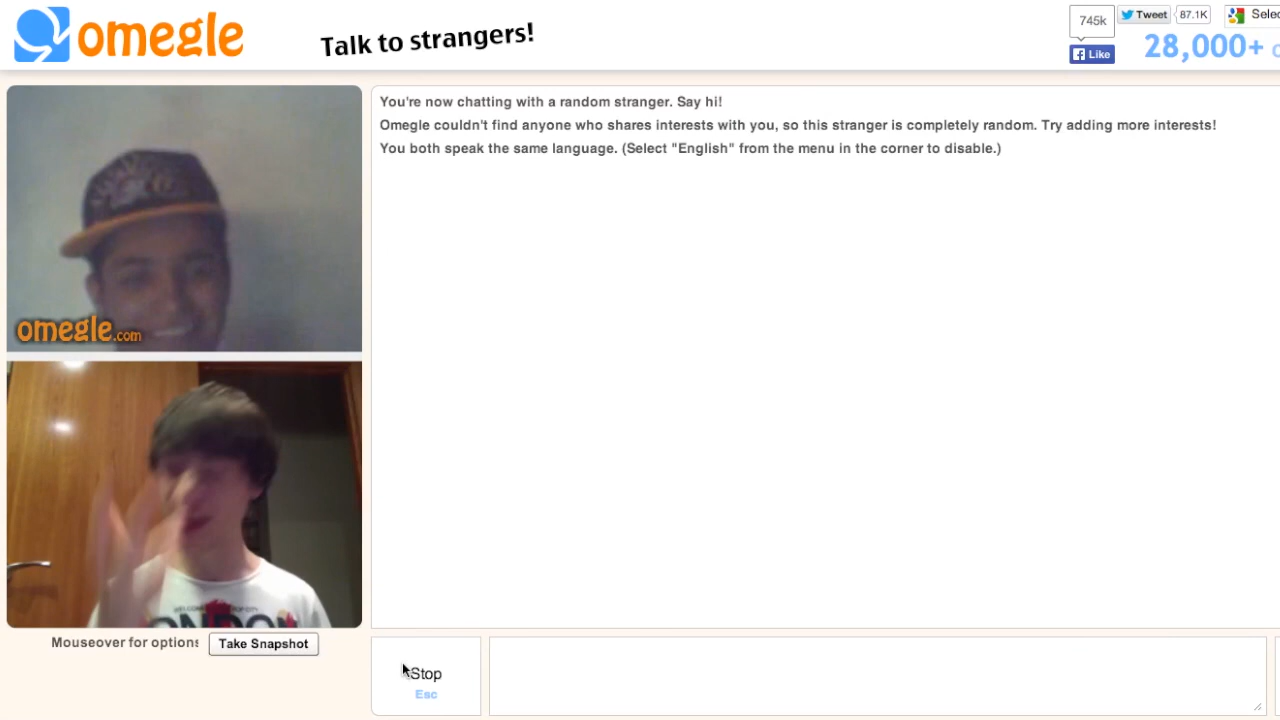 omegle
Talk to strangers!
745k
Like
Tweet
87.1K
Selec
28,000+
You're now chatting with a random stranger. Say hi!
Omegle couldn't find anyone who shares interests with you, so this stranger is completely random. Try adding more interests!
You both speak the same language. (Select "English" from the menu in the corner to disable.)
omegle.com
LONDON
Mouseover for options
Take Snapshot
Stop
Esc